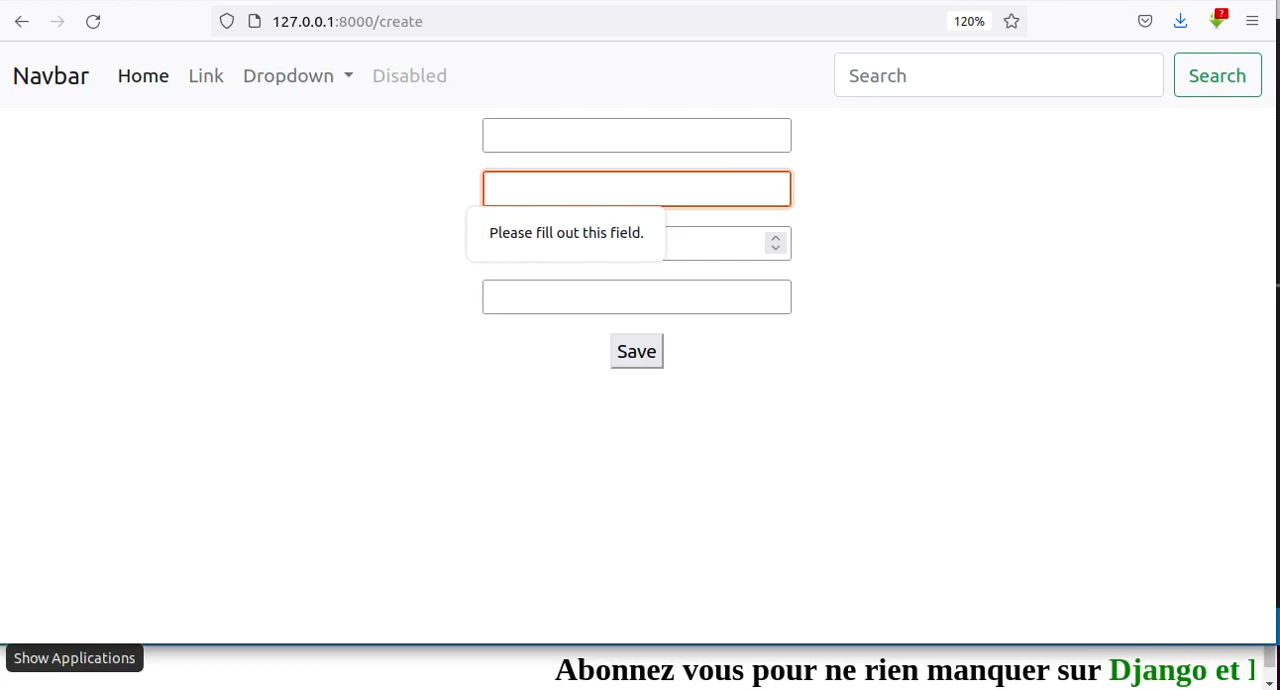 127.0.0.1:8000/create
120%
?
Navbar Home Link Dropdown Disabled Search Search
Please fill out this field.
Save
Show Applications
Abonnez vous pour ne rien manquer sur Django et